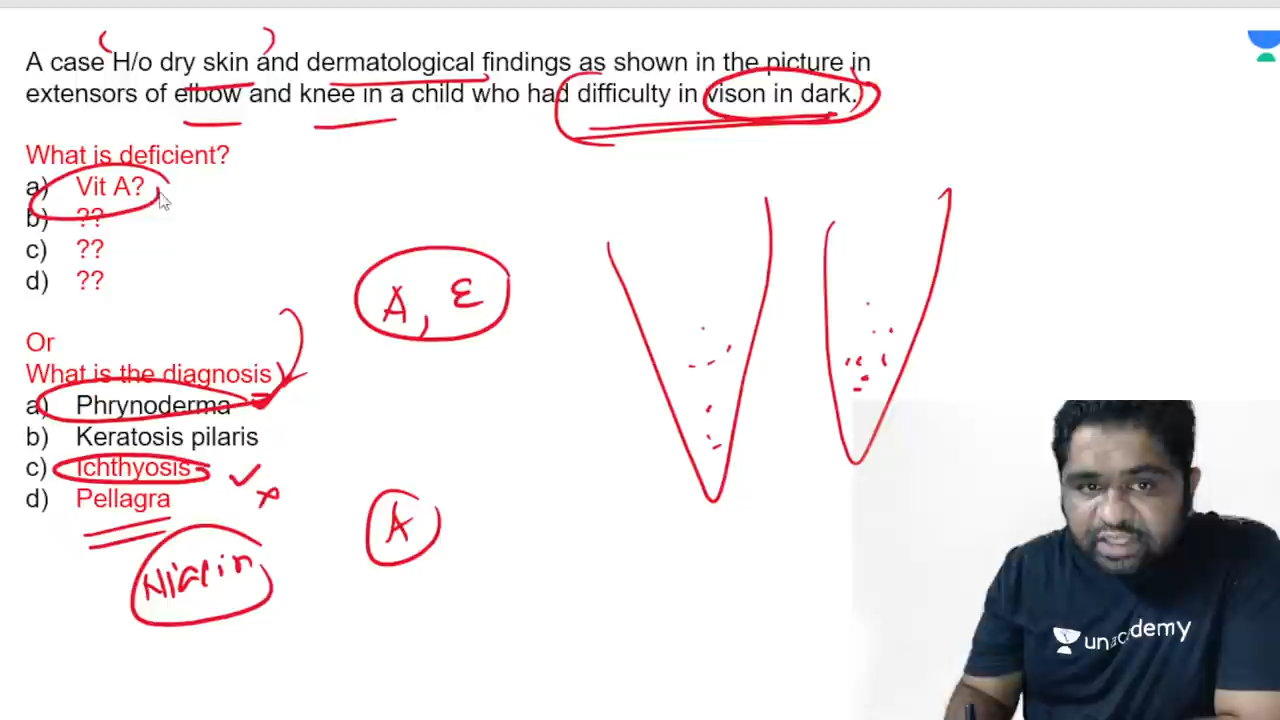 A case H/o dry skin and dermatological findings as shown in the picture in
extensors of elbow and knee in a child who had difficulty in vison in dark.
What is deficient?
a) Vit A?
b) ??
c) ??
d) ??
A, E
Or
What is the diagnosis
a) Phrynoderma
b) Keratosis pilaris
c) Ichthyosis
d) Pellagra
A
Niacin
unacademy